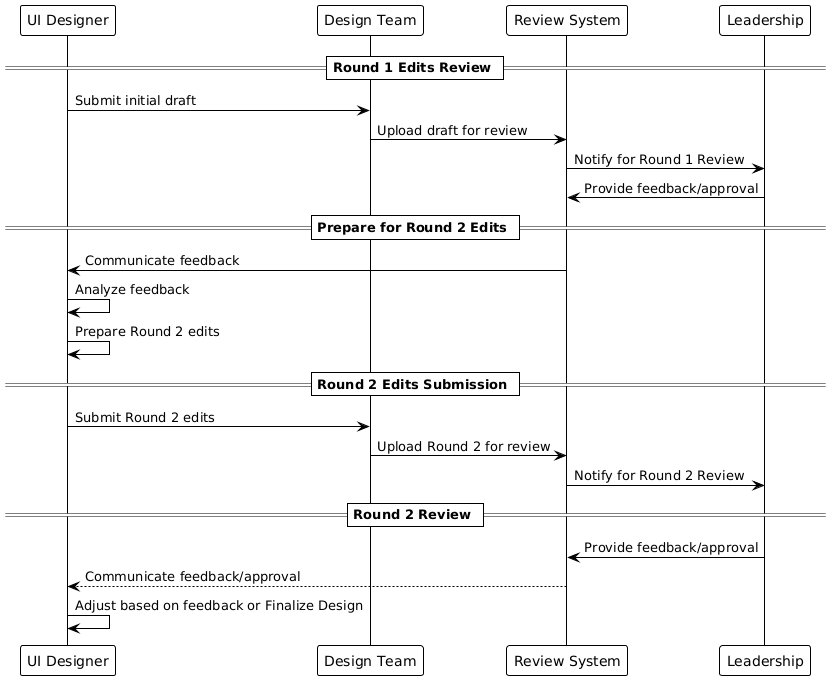 UI Designer
Design Team
Review System
Leadership
Round 1 Edits Review
Submit initial draft
Upload draft for review
Notify for Round 1 Review
Provide feedback/approval
Prepare for Round 2 Edits
Communicate feedback
Analyze feedback
Prepare Round 2 edits
Round 2 Edits Submission
Submit Round 2 edits
Upload Round 2 for review
Notify for Round 2 Review
Round 2 Review
Provide feedback/approval
Communicate feedback/approval
Adjust based on feedback or Finalize Design
UI Designer
Design Team
Review System
Leadership